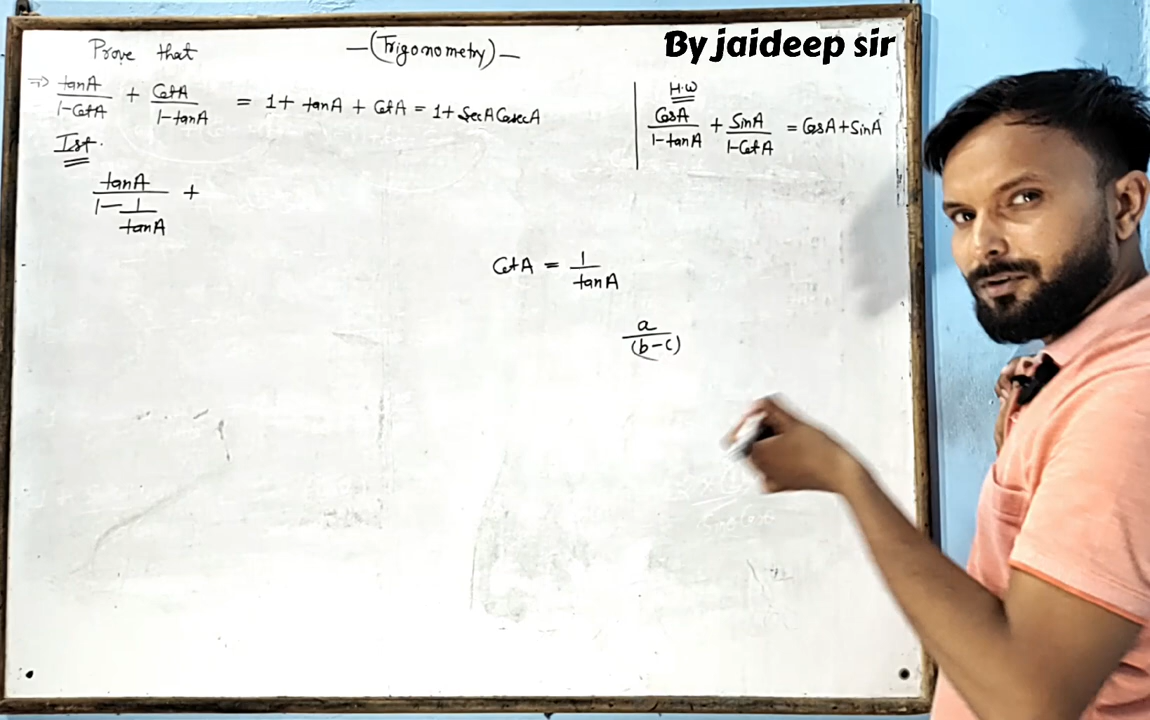 Prove that —(Trigonometry)— By jaideep sir
⇒ tanA/(1-CotA) + CotA/(1-tanA) = 1+ tanA + CotA = 1+ SecA CosecA
Ist.
tanA/(1-1/tanA) +
H.W
CosA/(1-tanA) + SinA/(1-CotA) = CosA+SinA
CotA = 1/tanA
a/(b-c)